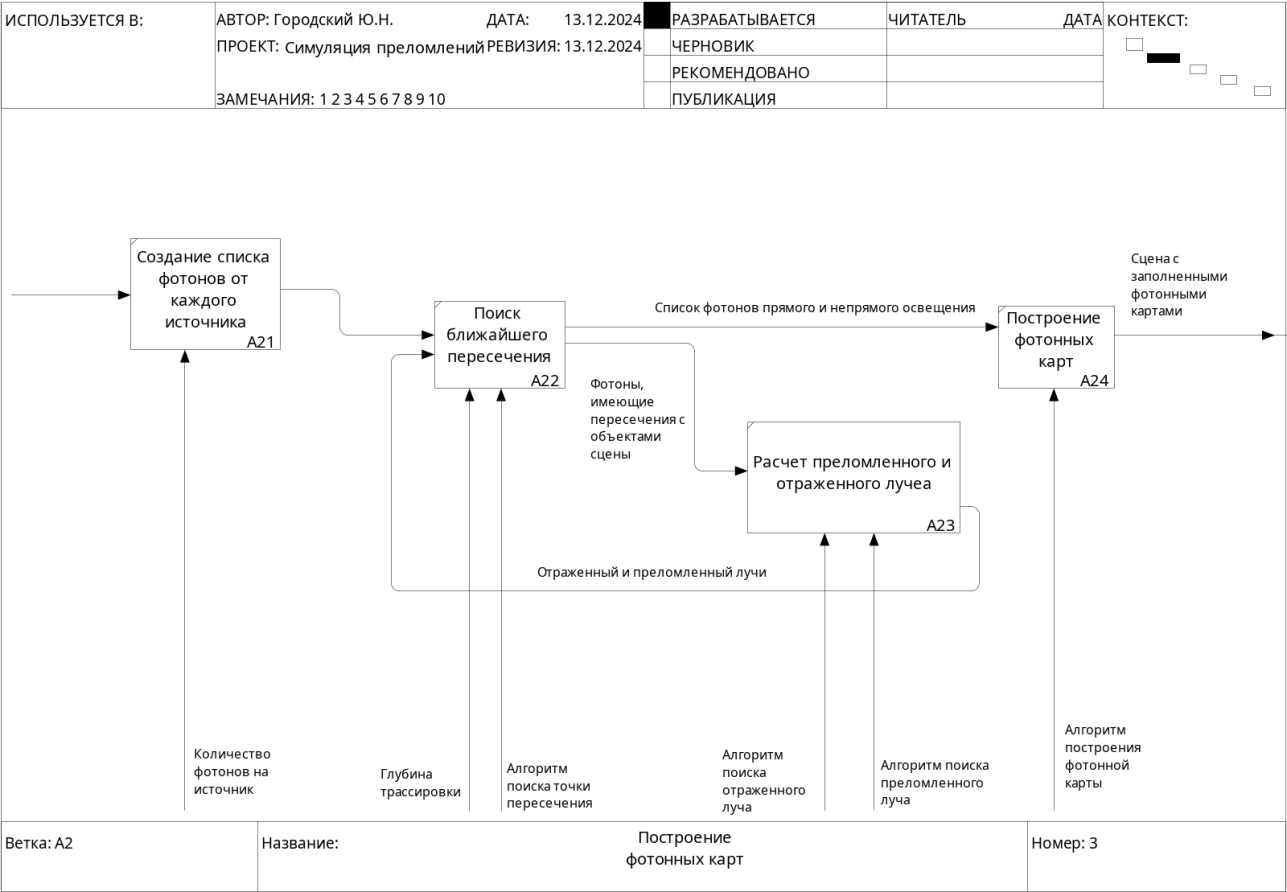 ИСПОЛЬЗУЕТСЯ В:
АВТОР: Городский Ю.Н.
ДАТА: 13.12.2024
ПРОЕКТ: Симуляция преломлений
РЕВИЗИЯ: 13.12.2024
ЗАМЕЧАНИЯ: 1 2 3 4 5 6 7 8 9 10
РАЗРАБАТЫВАЕТСЯ
ЧЕРНОВИК
РЕКОМЕНДОВАНО
ПУБЛИКАЦИЯ
ЧИТАТЕЛЬ
ДАТА
КОНТЕКСТ:
Создание списка
фотонов от
каждого
источника
A21
Поиск
ближайшего
пересечения
A22
Список фотонов прямого и непрямого освещения
Построение
фотонных
карт
A24
Сцена с
заполненными
фотонными
картами
Фотоны,
имеющие
пересечения с
объектами
сцены
Расчет преломленного и
отраженного лучеа
A23
Отраженный и преломленный лучи
Количество
фотонов на
источник
Глубина
трассировки
Алгоритм
поиска точки
пересечения
Алгоритм
поиска
отраженного
луча
Алгоритм поиска
преломленного
луча
Алгоритм
построения
фотонной
карты
Ветка: A2
Название:
Построение
фотонных карт
Номер: 3